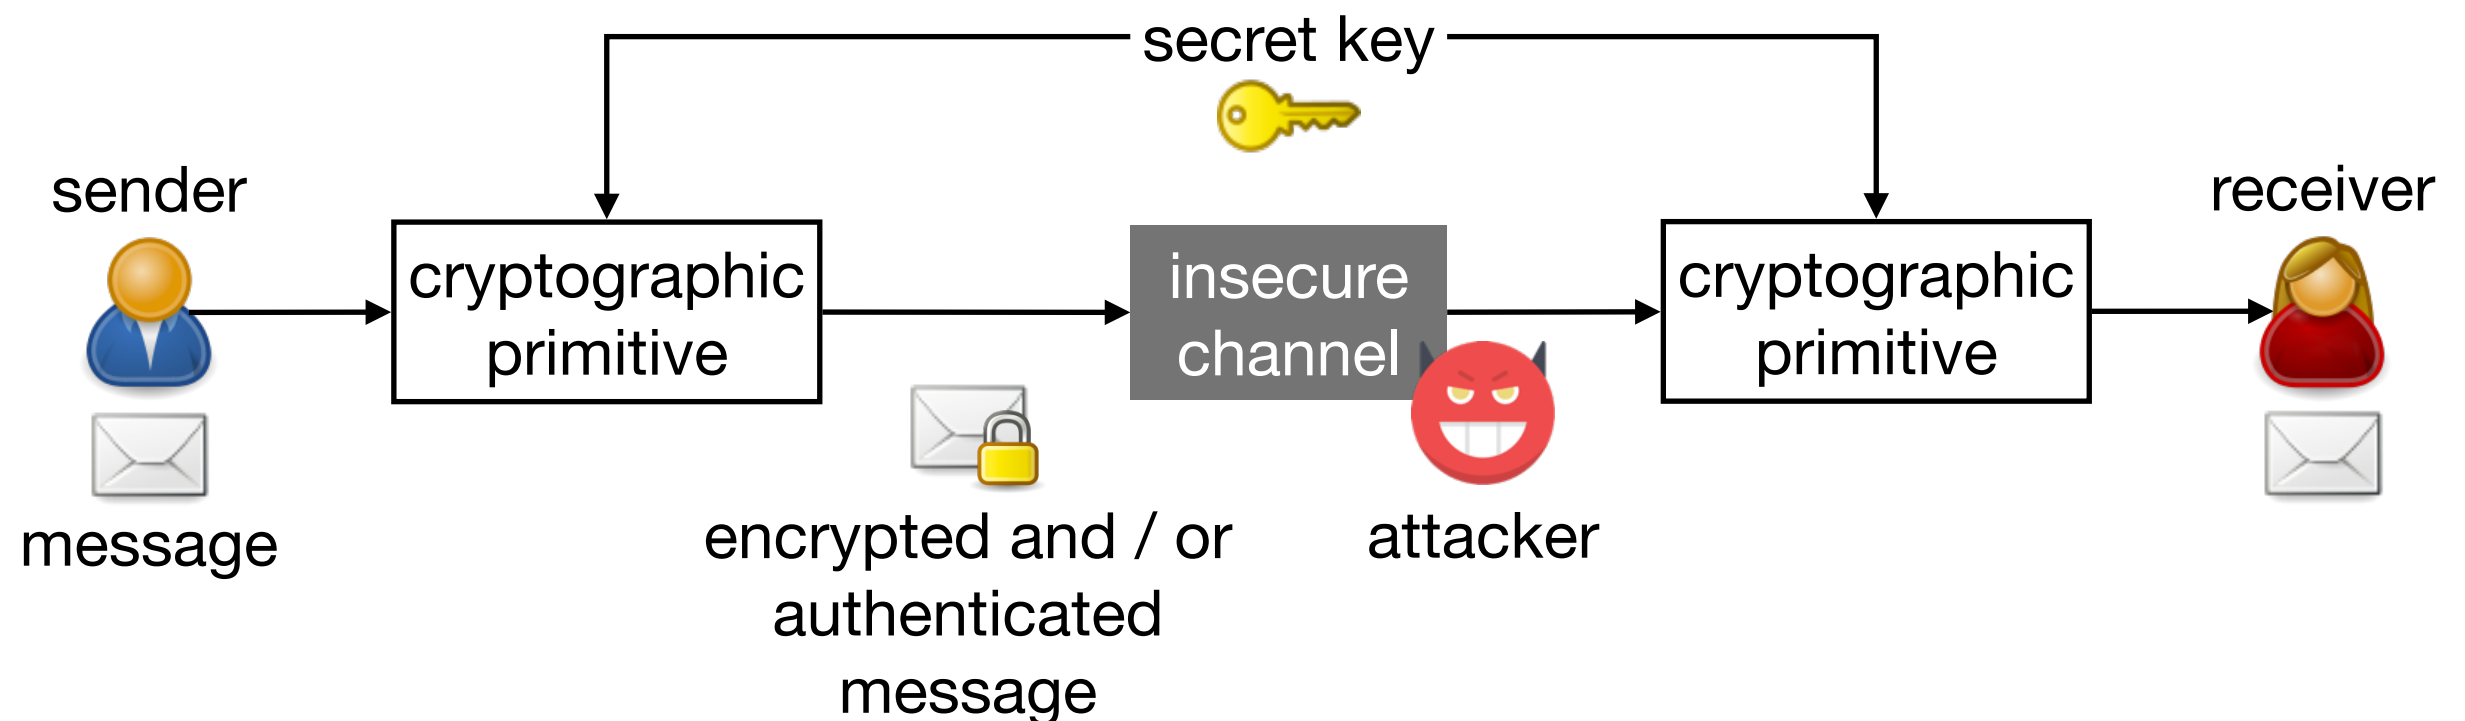 secret key
sender
receiver
cryptographic
primitive
insecure
channel
cryptographic
primitive
message
encrypted and / or
authenticated
message
attacker